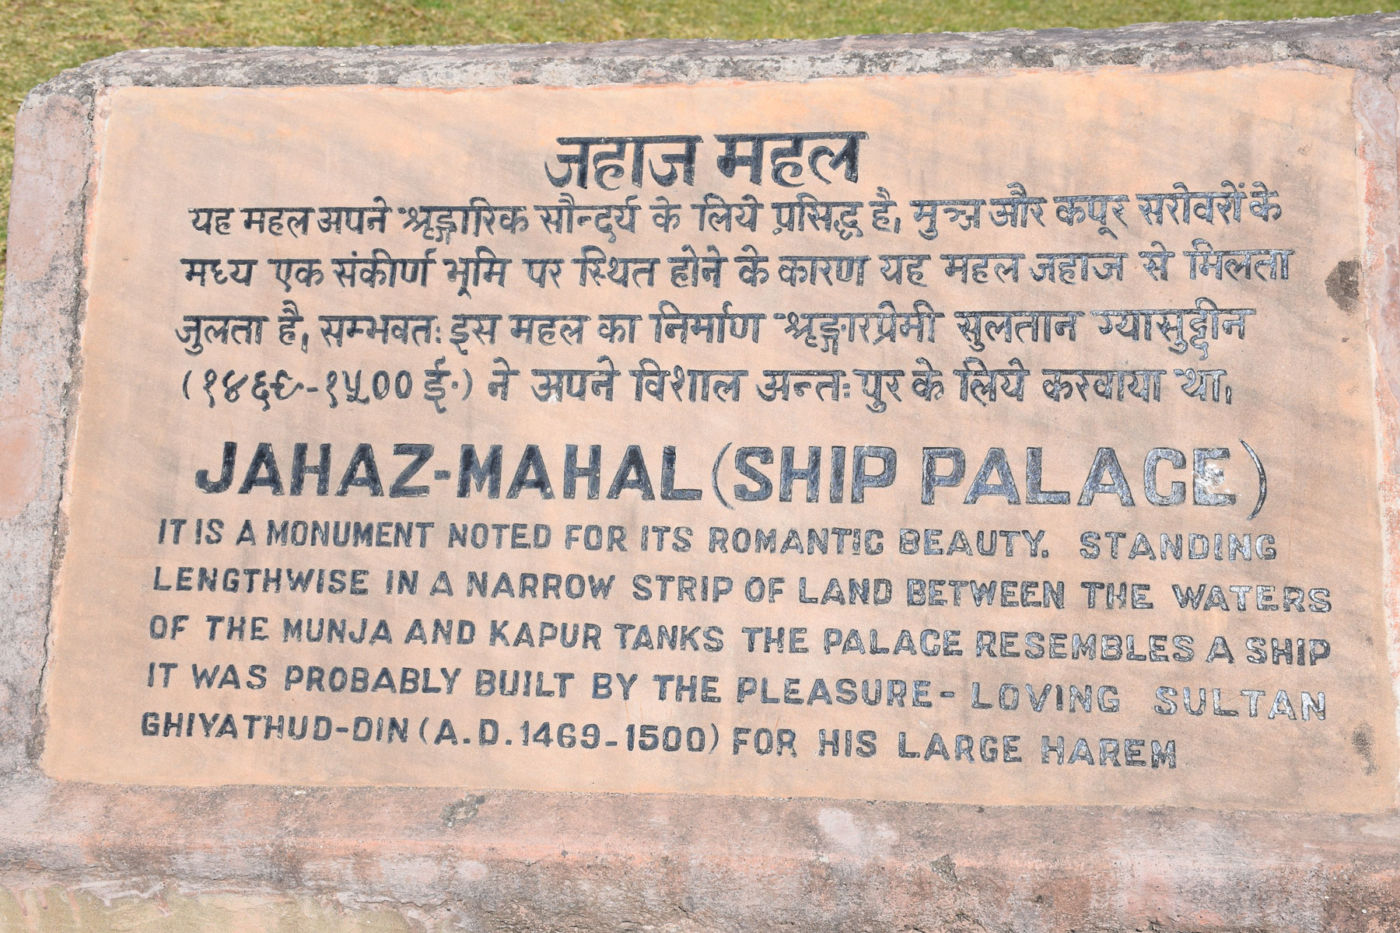 जहाज महल
यह महल अपने श्रृङ्गारिक सौन्दर्य के लिये प्रसिद्ध है, मुञ्ज और कपूर सरोवरों के
मध्य एक संकीर्ण भूमि पर स्थित होने के कारण यह महल जहाज से मिलता
जुलता है, सम्भवतः इस महल का निर्माण श्रृङ्गारप्रेमी सुलतान ग्यासुद्दीन
(१४६९-१५०० ई॰) ने अपने विशाल अन्तःपुर के लिये करवाया था,
JAHAZ-MAHAL (SHIP PALACE)
IT IS A MONUMENT NOTED FOR ITS ROMANTIC BEAUTY. STANDING
LENGTHWISE IN A NARROW STRIP OF LAND BETWEEN THE WATERS
OF THE MUNJA AND KAPUR TANKS THE PALACE RESEMBLES A SHIP
IT WAS PROBABLY BUILT BY THE PLEASURE-LOVING SULTAN
GHIYATHUD-DIN (A.D.1469-1500) FOR HIS LARGE HAREM